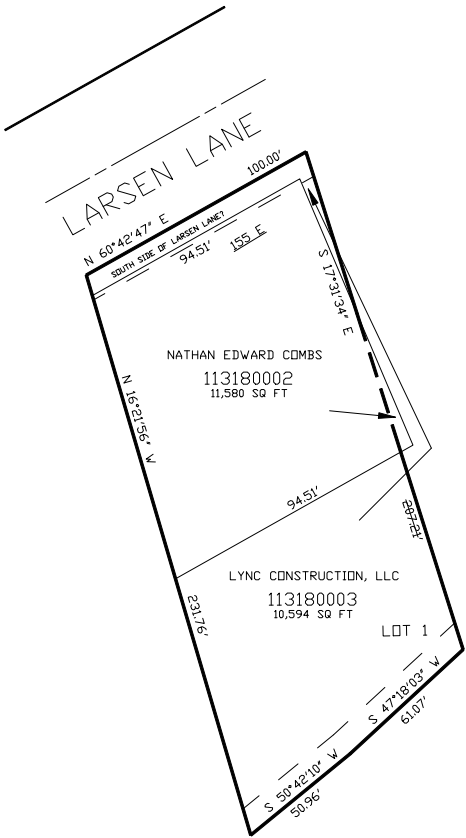 LARSEN LANE
100.00'
N 60°42'47" E
SOUTH SIDE OF LARSEN LANE?
94.51'
155 E
S 17°31'34" E
NATHAN EDWARD COMBS
113180002
11,580 SQ FT
N 16°21'56" W
94.51'
207.21'
LYNC CONSTRUCTION, LLC
113180003
10,594 SQ FT
231.76'
LOT 1
S 47°18'03" W
61.07'
S 50°42'10" W
50.96'